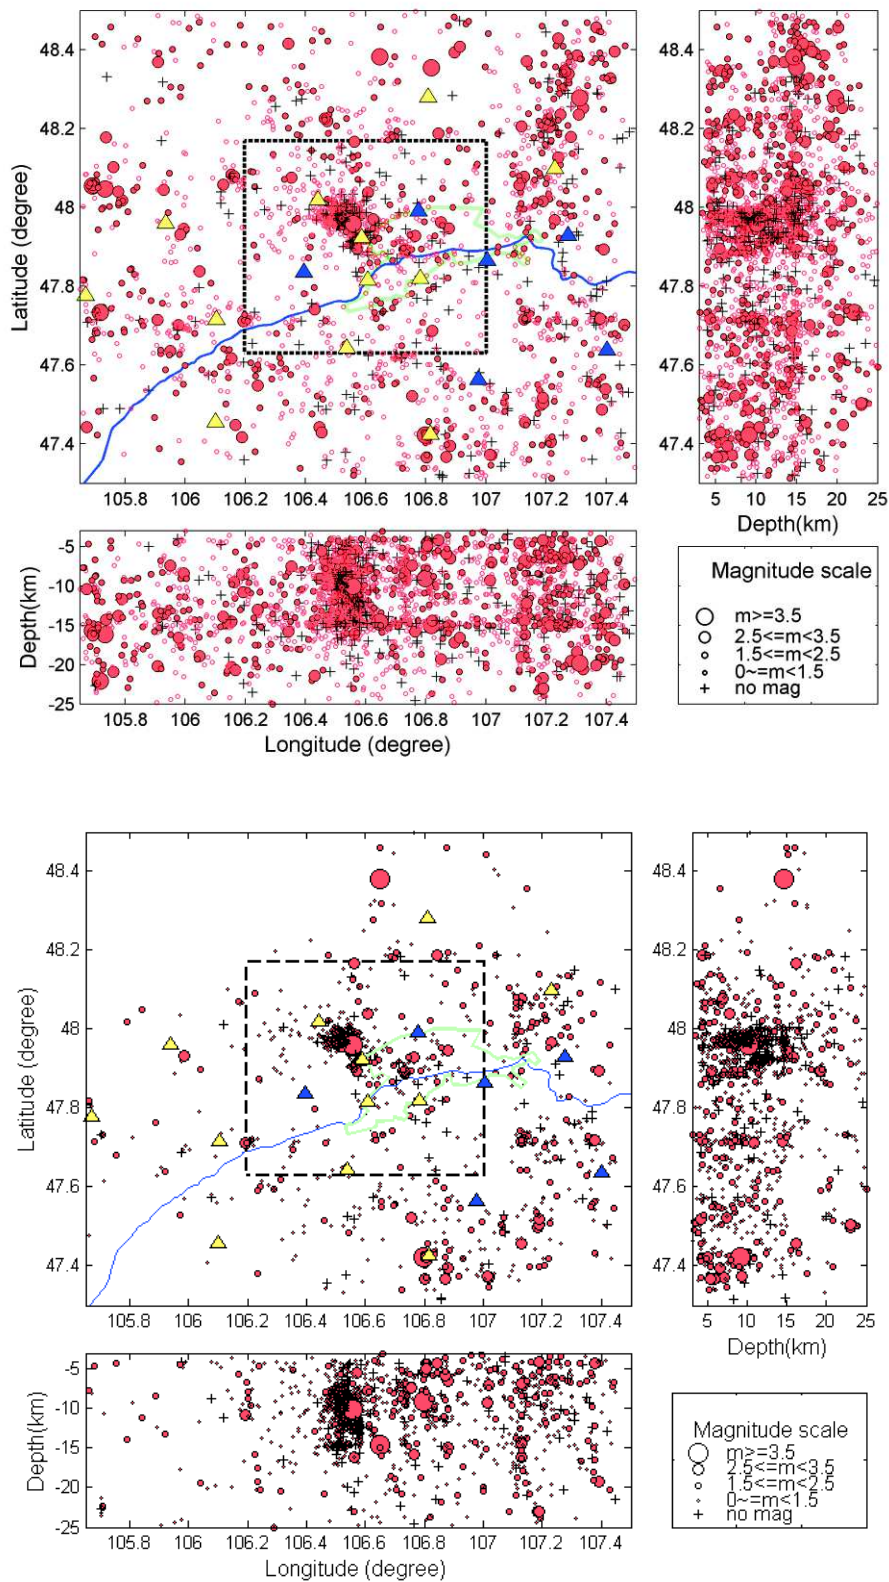 48.4
48.2
48
47.8
47.6
47.4
Latitude (degree)
105.8 106 106.2 106.4 106.6 106.8 107 107.2 107.4
48.4
48.2
48
47.8
47.6
47.4
5 10 15 20 25
Depth(km)
-5
-10
-15
-20
-25
Depth(km)
105.8 106 106.2 106.4 106.6 106.8 107 107.2 107.4
Longitude (degree)
Magnitude scale
m>=3.5
2.5<=m<3.5
1.5<=m<2.5
0~=m<1.5
no mag
48.4
48.2
48
47.8
47.6
47.4
Latitude (degree)
105.8 106 106.2 106.4 106.6 106.8 107 107.2 107.4
48.4
48.2
48
47.8
47.6
47.4
5 10 15 20 25
Depth(km)
-5
-10
-15
-20
-25
Depth(km)
105.8 106 106.2 106.4 106.6 106.8 107 107.2 107.4
Longitude (degree)
Magnitude scale
m>=3.5
2.5<=m<3.5
1.5<=m<2.5
0~=m<1.5
no mag